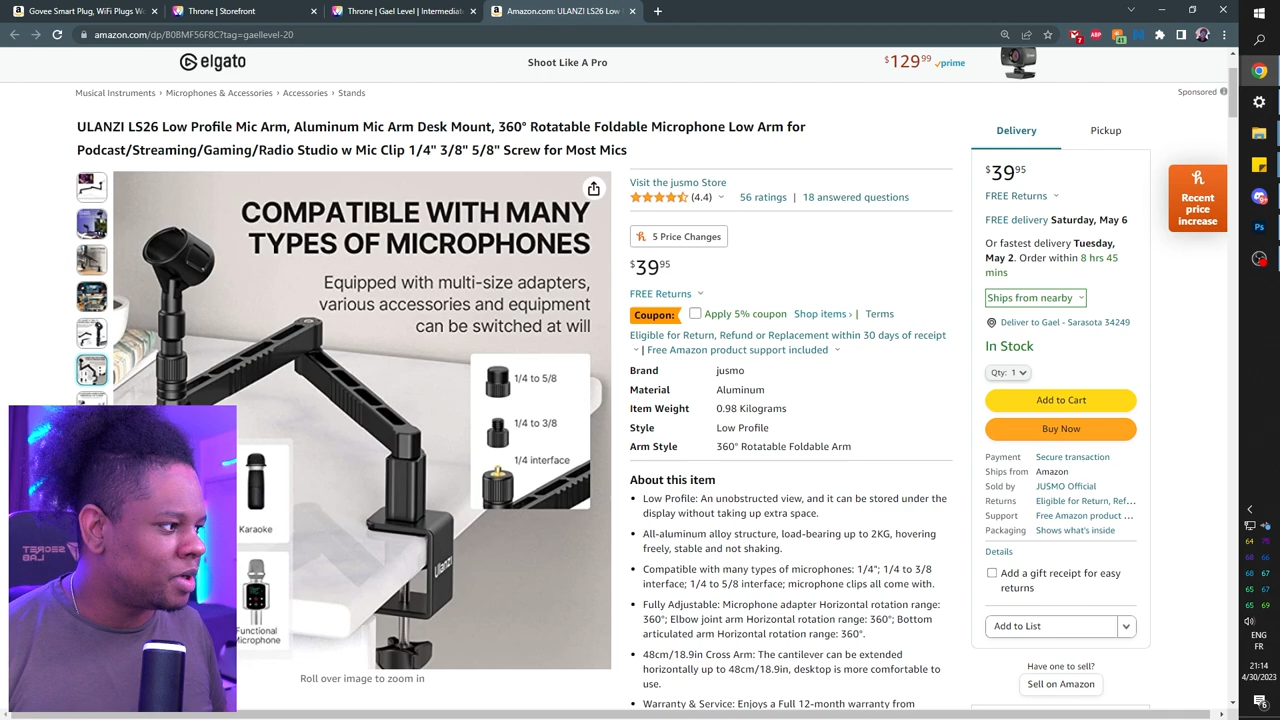 Govee Smart Plug, WiFi Plugs Wo
Throne | Storefront
Throne | Gael Level | Intermediat
Amazon.com: ULANZI LS26 Low
amazon.com/dp/B0BMF56F8C?tag=gaellevel-20
elgato
Shoot Like A Pro
$129 99
prime
Musical Instruments › Microphones & Accessories › Accessories › Stands
Sponsored
ULANZI LS26 Low Profile Mic Arm, Aluminum Mic Arm Desk Mount, 360° Rotatable Foldable Microphone Low Arm for
Podcast/Streaming/Gaming/Radio Studio w Mic Clip 1/4" 3/8" 5/8" Screw for Most Mics
COMPATIBLE WITH MANY
TYPES OF MICROPHONES
Equipped with multi-size adapters,
various accessories and equipment
can be switched at will
1/4 to 5/8
1/4 to 3/8
1/4 interface
Karaoke
Functional
Microphone
Ulanzi
SECRET
LAB
Roll over image to zoom in
Visit the jusmo Store
(4.4)
56 ratings | 18 answered questions
5 Price Changes
$39 95
FREE Returns
Coupon: Apply 5% coupon Shop items › | Terms
Eligible for Return, Refund or Replacement within 30 days of receipt
| Free Amazon product support included
Brand jusmo
Material Aluminum
Item Weight 0.98 Kilograms
Style Low Profile
Arm Style 360° Rotatable Foldable Arm
About this item
Low Profile: An unobstructed view, and it can be stored under the
display without taking up extra space.
All-aluminum alloy structure, load-bearing up to 2KG, hovering
freely, stable and not shaking.
Compatible with many types of microphones: 1/4"; 1/4 to 3/8
interface; 1/4 to 5/8 interface; microphone clips all come with.
Fully Adjustable: Microphone adapter Horizontal rotation range:
360°; Elbow joint arm Horizontal rotation range: 360°; Bottom
articulated arm Horizontal rotation range: 360°.
48cm/18.9in Cross Arm: The cantilever can be extended
horizontally up to 48cm/18.9in, desktop is more comfortable to
use.
Warranty & Service: Enjoys a Full 12-month warranty from
Delivery
Pickup
$39 95
FREE Returns
FREE delivery Saturday, May 6
Or fastest delivery Tuesday,
May 2. Order within 8 hrs 45
mins
Ships from nearby
Deliver to Gael - Sarasota 34249
In Stock
Qty: 1
Add to Cart
Buy Now
Payment Secure transaction
Ships from Amazon
Sold by JUSMO Official
Returns Eligible for Return, Ref...
Support Free Amazon product ...
Packaging Shows what's inside
Details
Add a gift receipt for easy
returns
Add to List
Have one to sell?
Sell on Amazon
Recent
price
increase
ENG
FR
21:14
4/30/2023